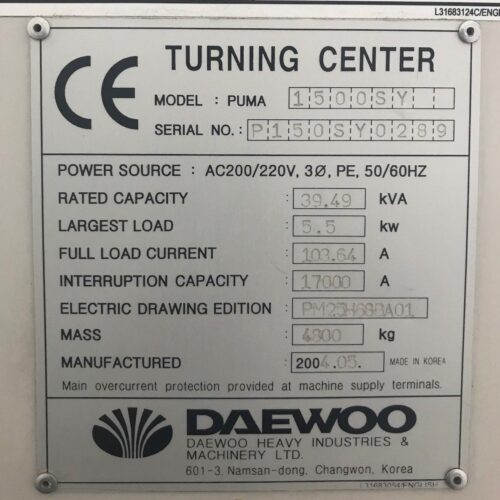 L31683124C/ENGL
CE TURNING CENTER
MODEL : PUMA 1500SY
SERIAL NO. : P150SY0289
POWER SOURCE : AC200/220V, 3Ø, PE, 50/60HZ
RATED CAPACITY : 39.49 kVA
LARGEST LOAD : 5.5 kw
FULL LOAD CURRENT : 103.64 A
INTERRUPTION CAPACITY : 17000 A
ELECTRIC DRAWING EDITION :
MASS : 4800 kg
MANUFACTURED : 2004.05. MADE IN KOREA
Main overcurrent protection provided at machine supply terminals.
DAEWOO
DAEWOO HEAVY INDUSTRIES &
MACHINERY LTD.
601-3. Namsan-dong. Changwon, Korea